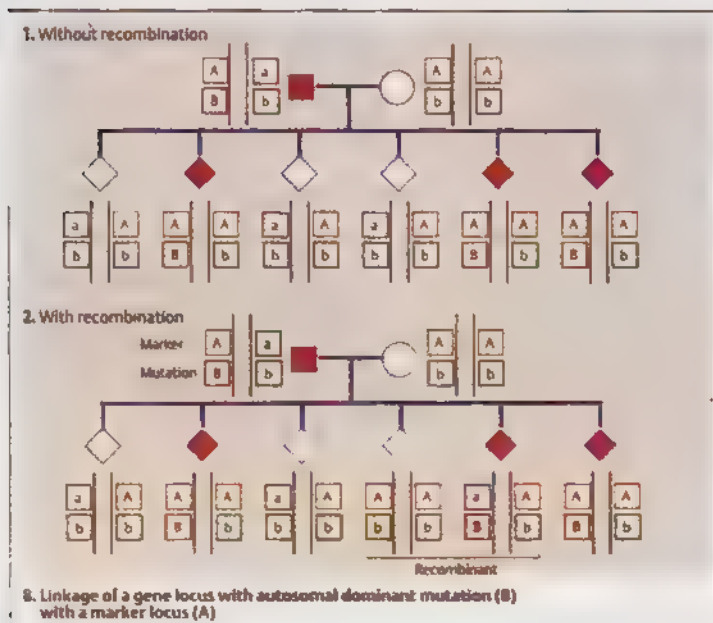 1. Without recombination
A a A A
B b b b
a A A A a A a A A A A A
b b B b b b b b B b B b
2. With recombination
Marker A a A A
Mutation B b b b
a A A A a A A A a A A A
b b B b b b b b B b B b
Recombinant
B. Linkage of a gene locus with autosomal dominant mutation (B)
with a marker locus (A)